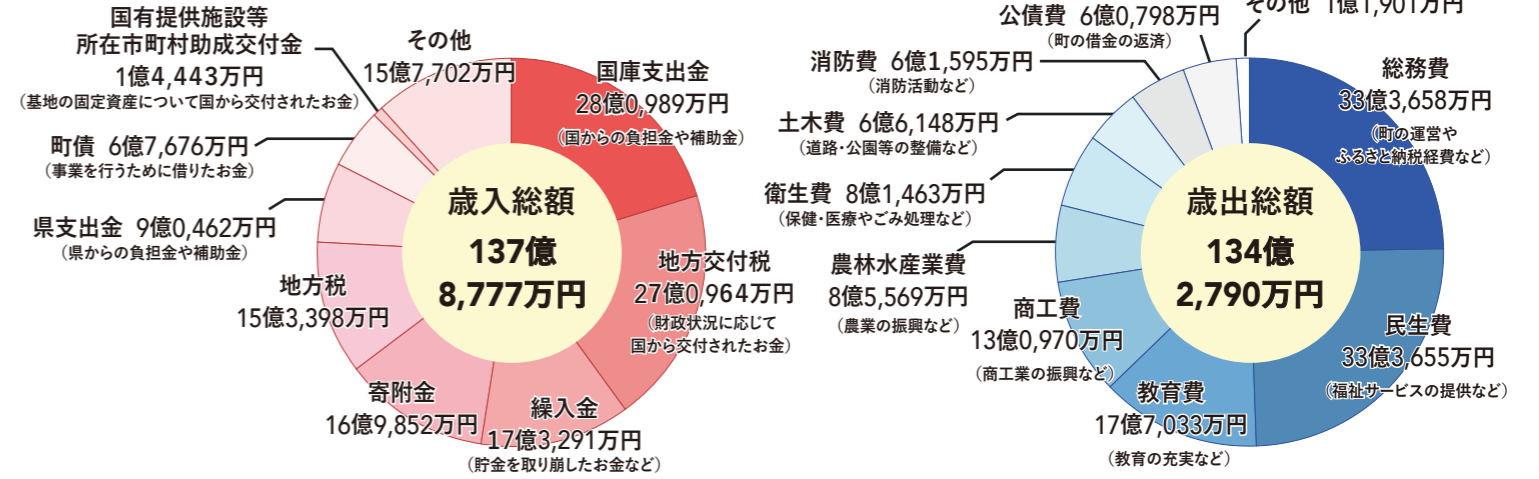 国有提供施設等
所在市町村助成交付金
1億4,443万円
（基地の固定資産について国から交付されたお金）
その他
15億7,702万円
国庫支出金
28億0,989万円
（国からの負担金や補助金）
町債 6億7,676万円
（事業を行うために借りたお金）
県支出金 9億0,462万円
（県からの負担金や補助金）
地方税
15億3,398万円
寄附金
16億9,852万円
繰入金
17億3,291万円
（貯金を取り崩したお金など）
地方交付税
27億0,964万円
（財政状況に応じて
国から交付されたお金）
歳入総額
137億
8,777万円
公債費 6億0,798万円
（町の借金の返済）
その他 1億1,901万円
消防費 6億1,595万円
（消防活動など）
土木費 6億6,148万円
（道路・公園等の整備など）
衛生費 8億1,463万円
（保健・医療やごみ処理など）
農林水産業費
8億5,569万円
（農業の振興など）
商工費
13億0,970万円
（商工業の振興など）
教育費
17億7,033万円
（教育の充実など）
総務費
33億3,658万円
（町の運営や
ふるさと納税経費など）
民生費
33億3,655万円
（福祉サービスの提供など）
歳出総額
134億
2,790万円